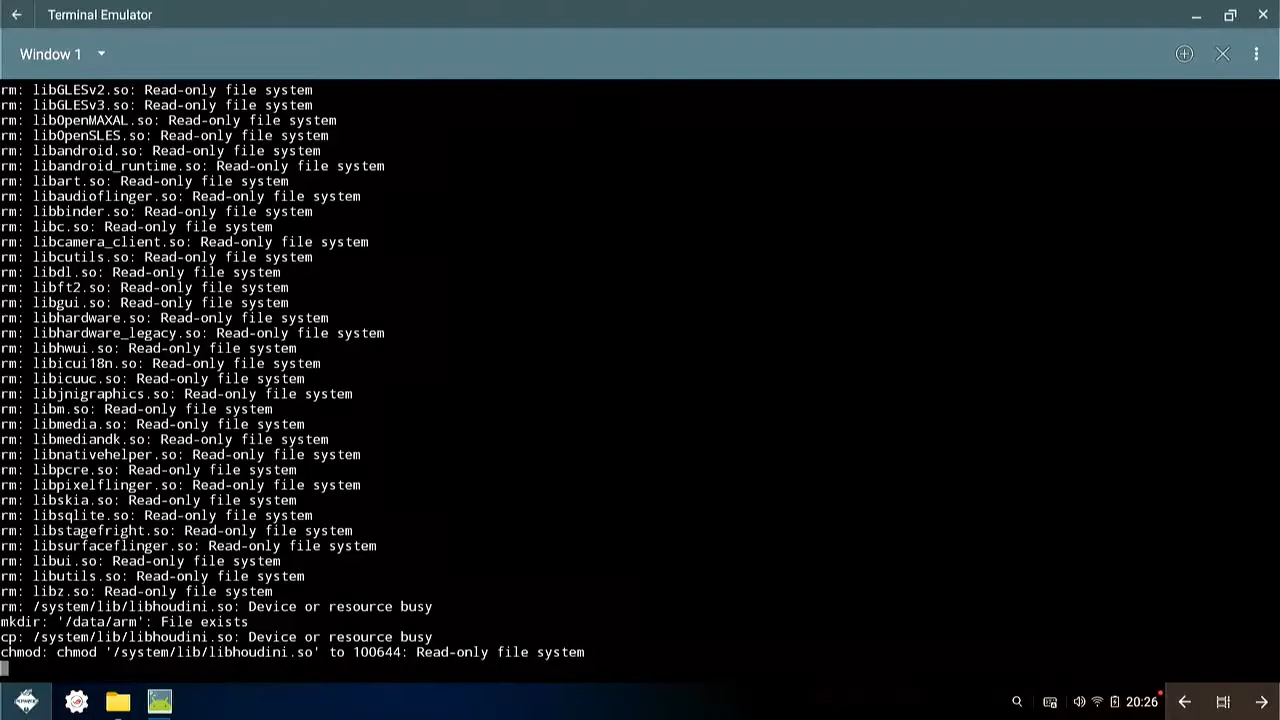 Terminal Emulator
Window 1
rm: libGLESv2.so: Read-only file system
rm: libGLESv3.so: Read-only file system
rm: libOpenMAXAL.so: Read-only file system
rm: libOpenSLES.so: Read-only file system
rm: libandroid.so: Read-only file system
rm: libandroid_runtime.so: Read-only file system
rm: libart.so: Read-only file system
rm: libaudioflinger.so: Read-only file system
rm: libbinder.so: Read-only file system
rm: libc.so: Read-only file system
rm: libcamera_client.so: Read-only file system
rm: libcutils.so: Read-only file system
rm: libdl.so: Read-only file system
rm: libft2.so: Read-only file system
rm: libgui.so: Read-only file system
rm: libhardware.so: Read-only file system
rm: libhardware_legacy.so: Read-only file system
rm: libhwui.so: Read-only file system
rm: libicui18n.so: Read-only file system
rm: libicuuc.so: Read-only file system
rm: libjnigraphics.so: Read-only file system
rm: libm.so: Read-only file system
rm: libmedia.so: Read-only file system
rm: libmediandk.so: Read-only file system
rm: libnativehelper.so: Read-only file system
rm: libpcre.so: Read-only file system
rm: libpixelflinger.so: Read-only file system
rm: libskia.so: Read-only file system
rm: libsqlite.so: Read-only file system
rm: libstagefright.so: Read-only file system
rm: libsurfaceflinger.so: Read-only file system
rm: libui.so: Read-only file system
rm: libutils.so: Read-only file system
rm: libz.so: Read-only file system
rm: /system/lib/libhoudini.so: Device or resource busy
mkdir: '/data/arm': File exists
cp: /system/lib/libhoudini.so: Device or resource busy
chmod: chmod '/system/lib/libhoudini.so' to 100644: Read-only file system
20:26